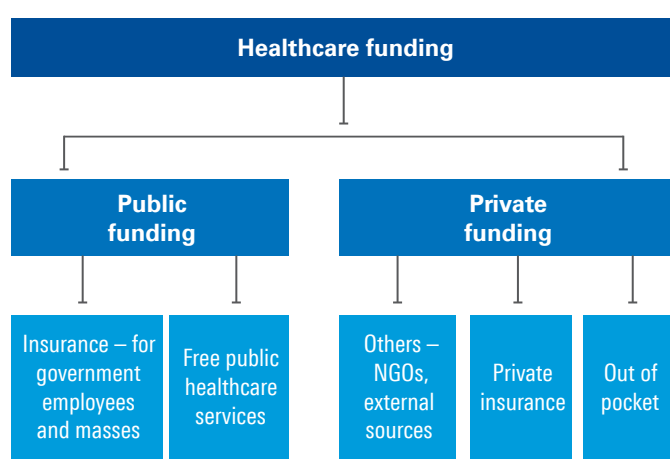 Healthcare funding
Public
funding
Private
funding
Insurance – for
government
employees
and masses
Free public
healthcare
services
Others –
NGOs,
external
sources
Private
insurance
Out of
pocket